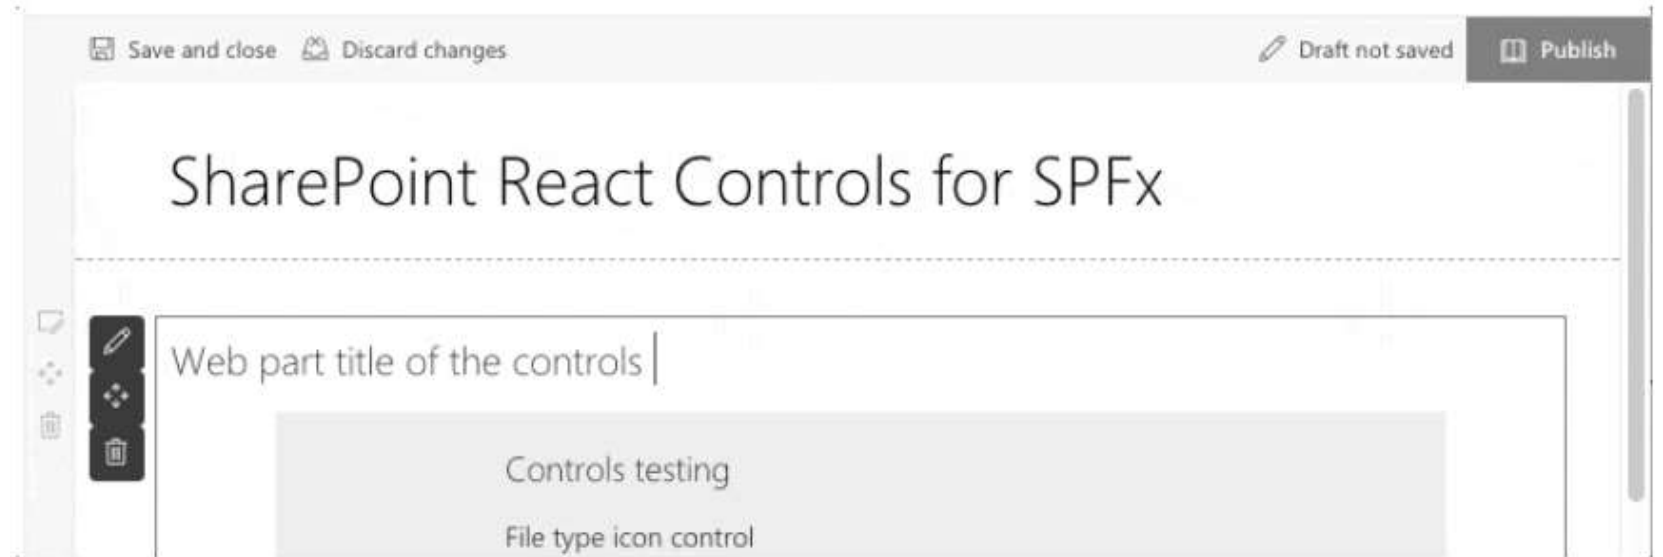 Save and close Discard changes Draft not saved Publish
SharePoint React Controls for SPFx
Web part title of the controls
Controls testing
File type icon control